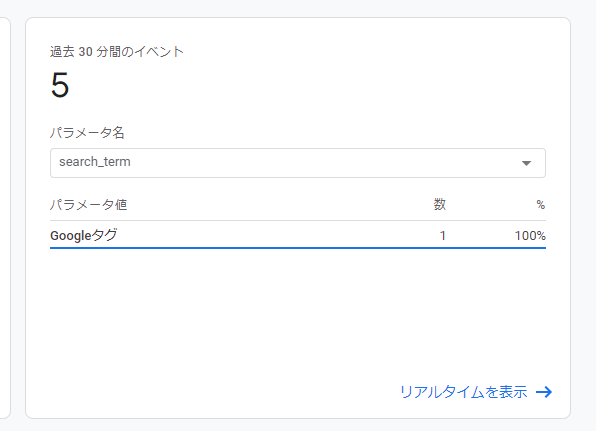 過去 30 分間のイベント
5
パラメータ名
search_term
パラメータ値 数 %
Googleタグ 1 100%
リアルタイムを表示 →